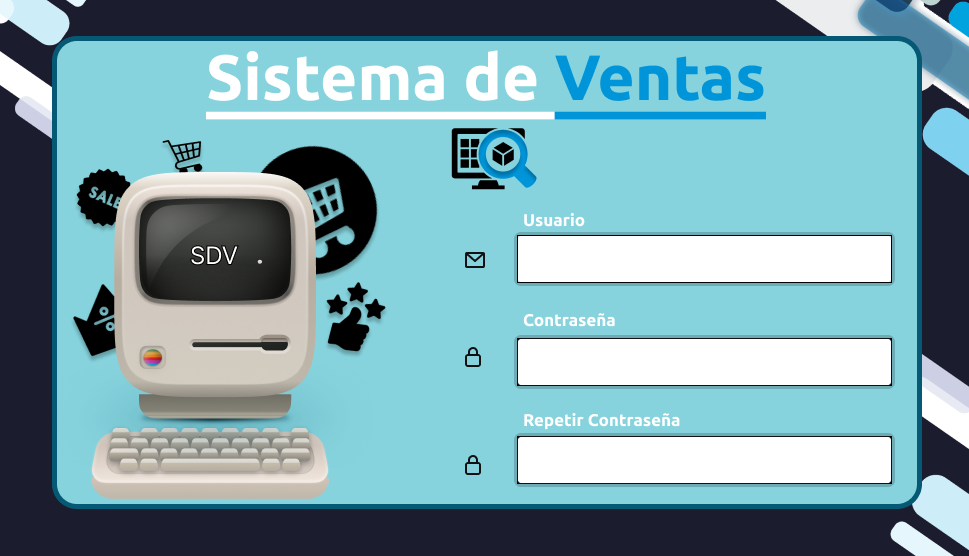 Sistema de Ventas
SALE
%
SDV .
Usuario
Contraseña
Repetir Contraseña